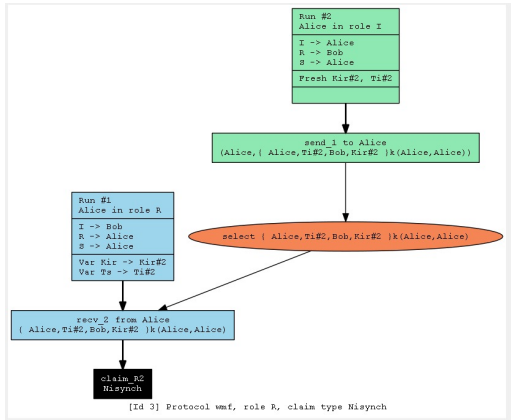 Run #2
Alice in role I
I -> Alice
R -> Bob
S -> Alice
Fresh Kir#2, Ti#2
send_1 to Alice
(Alice,{ Alice,Ti#2,Bob,Kir#2 }k(Alice,Alice))
Run #1
Alice in role R
I -> Bob
R -> Alice
S -> Alice
Var Kir -> Kir#2
Var Ts -> Ti#2
select { Alice,Ti#2,Bob,Kir#2 }k(Alice,Alice)
recv_2 from Alice
{ Alice,Ti#2,Bob,Kir#2 }k(Alice,Alice)
claim_R2
Nisynch
[Id 3] Protocol wmf, role R, claim type Nisynch